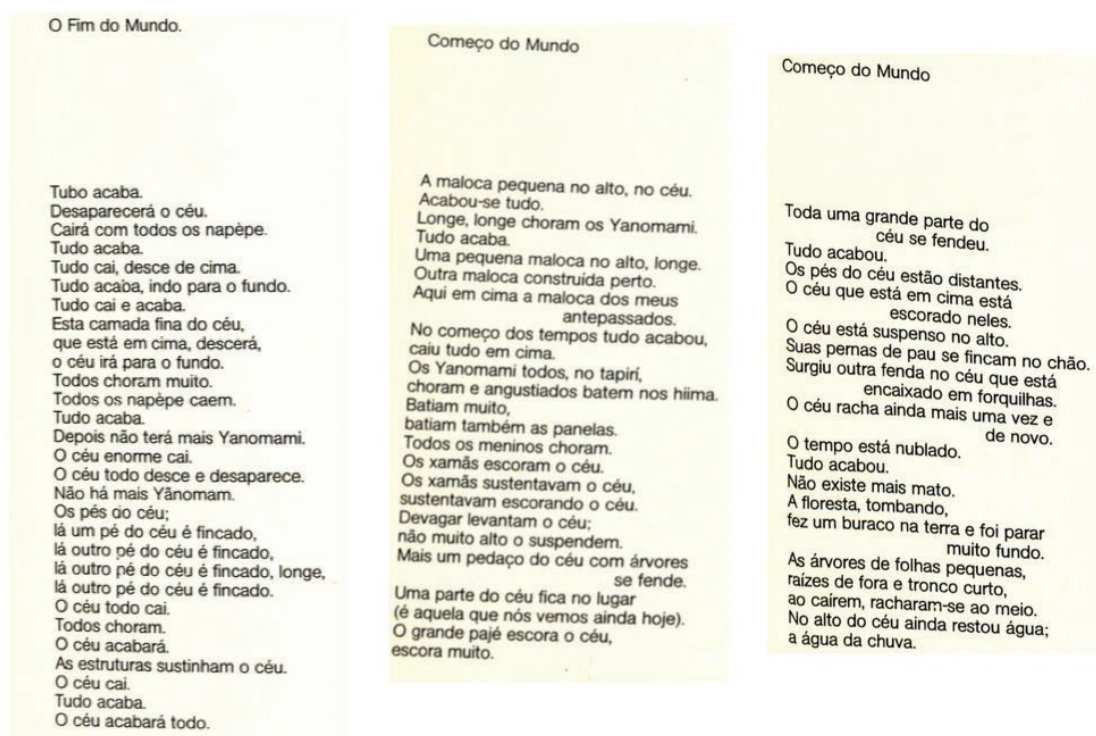 O Fim do Mundo.
Tubo acaba.
Desaparecerá o céu.
Cairá com todos os napèpe.
Tudo acaba.
Tudo cai, desce de cima.
Tudo acaba, indo para o fundo.
Tudo cai e acaba.
Esta camada fina do céu,
que está em cima, descerá,
o céu irá para o fundo.
Todos choram muito.
Todos os napèpe caem.
Tudo acaba.
Depois não terá mais Yanomami.
O céu enorme cai.
O céu todo desce e desaparece.
Não há mais Yãnomam.
Os pés do céu;
lá um pé do céu é fincado,
lá outro pé do céu é fincado,
lá outro pé do céu é fincado, longe,
lá outro pé do céu é fincado.
O céu todo cai.
Todos choram.
O céu acabará.
As estruturas sustinham o céu.
O céu cai.
Tudo acaba.
O céu acabará todo.
Começo do Mundo
A maloca pequena no alto, no céu.
Acabou-se tudo.
Longe, longe choram os Yanomami.
Tudo acaba.
Uma pequena maloca no alto, longe.
Outra maloca construída perto.
Aqui em cima a maloca dos meus
antepassados.
No começo dos tempos tudo acabou,
caiu tudo em cima.
Os Yanomami todos, no tapirí,
choram e angustiados batem nos hiima.
Batiam muito,
batiam também as panelas.
Todos os meninos choram.
Os xamãs escoram o céu.
Os xamãs sustentavam o céu,
sustentavam escorando o céu.
Devagar levantam o céu;
não muito alto o suspendem.
Mais um pedaço do céu com árvores
se fende.
Uma parte do céu fica no lugar
(é aquela que nós vemos ainda hoje).
O grande pajé escora o céu,
escora muito.
Começo do Mundo
Toda uma grande parte do
céu se fendeu.
Tudo acabou.
Os pés do céu estão distantes.
O céu que está em cima está
escorado neles.
O céu está suspenso no alto.
Suas pernas de pau se fincam no chão.
Surgiu outra fenda no céu que está
encaixado em forquilhas.
O céu racha ainda mais uma vez e
de novo.
O tempo está nublado.
Tudo acabou.
Não existe mais mato.
A floresta, tombando,
fez um buraco na terra e foi parar
muito fundo.
As árvores de folhas pequenas,
raízes de fora e tronco curto,
ao caírem, racharam-se ao meio.
No alto do céu ainda restou água;
a água da chuva.